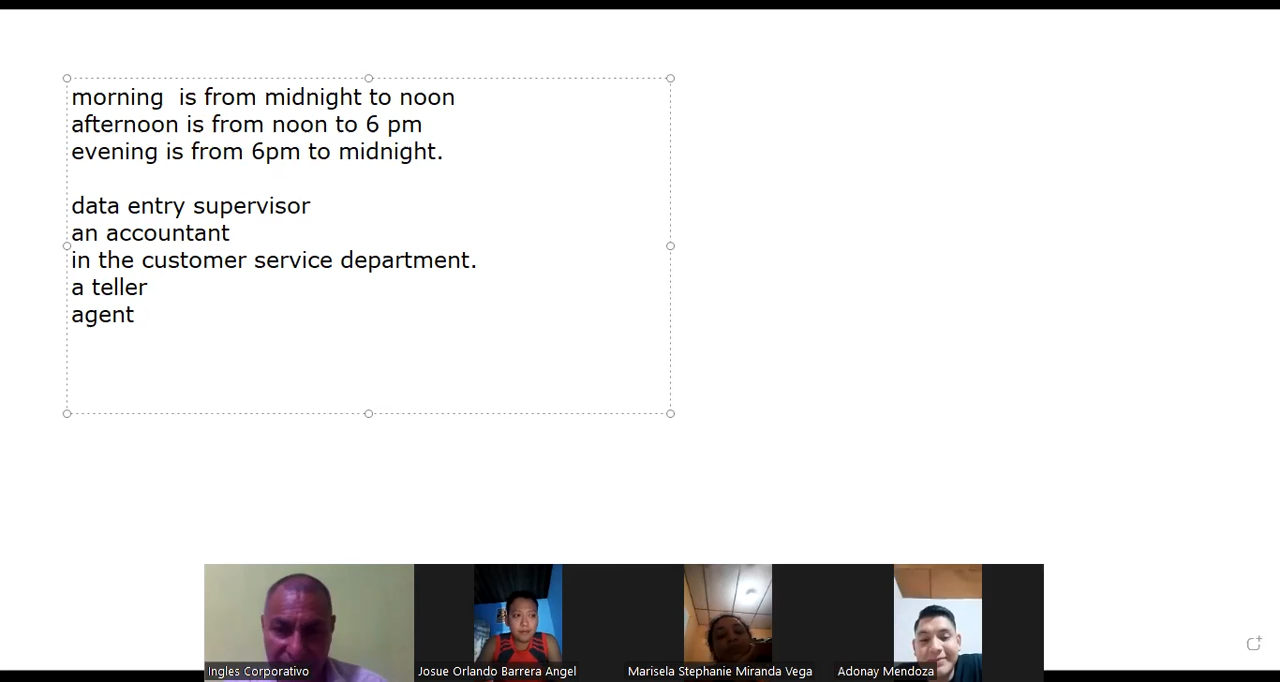 morning  is from midnight to noon
afternoon is from noon to 6 pm
evening is from 6pm to midnight.
data entry supervisor
an accountant
in the customer service department.
a teller
agent
Ingles Corporativo
Josue Orlando Barrera Angel
Marisela Stephanie Miranda Vega
Adonay Mendoza